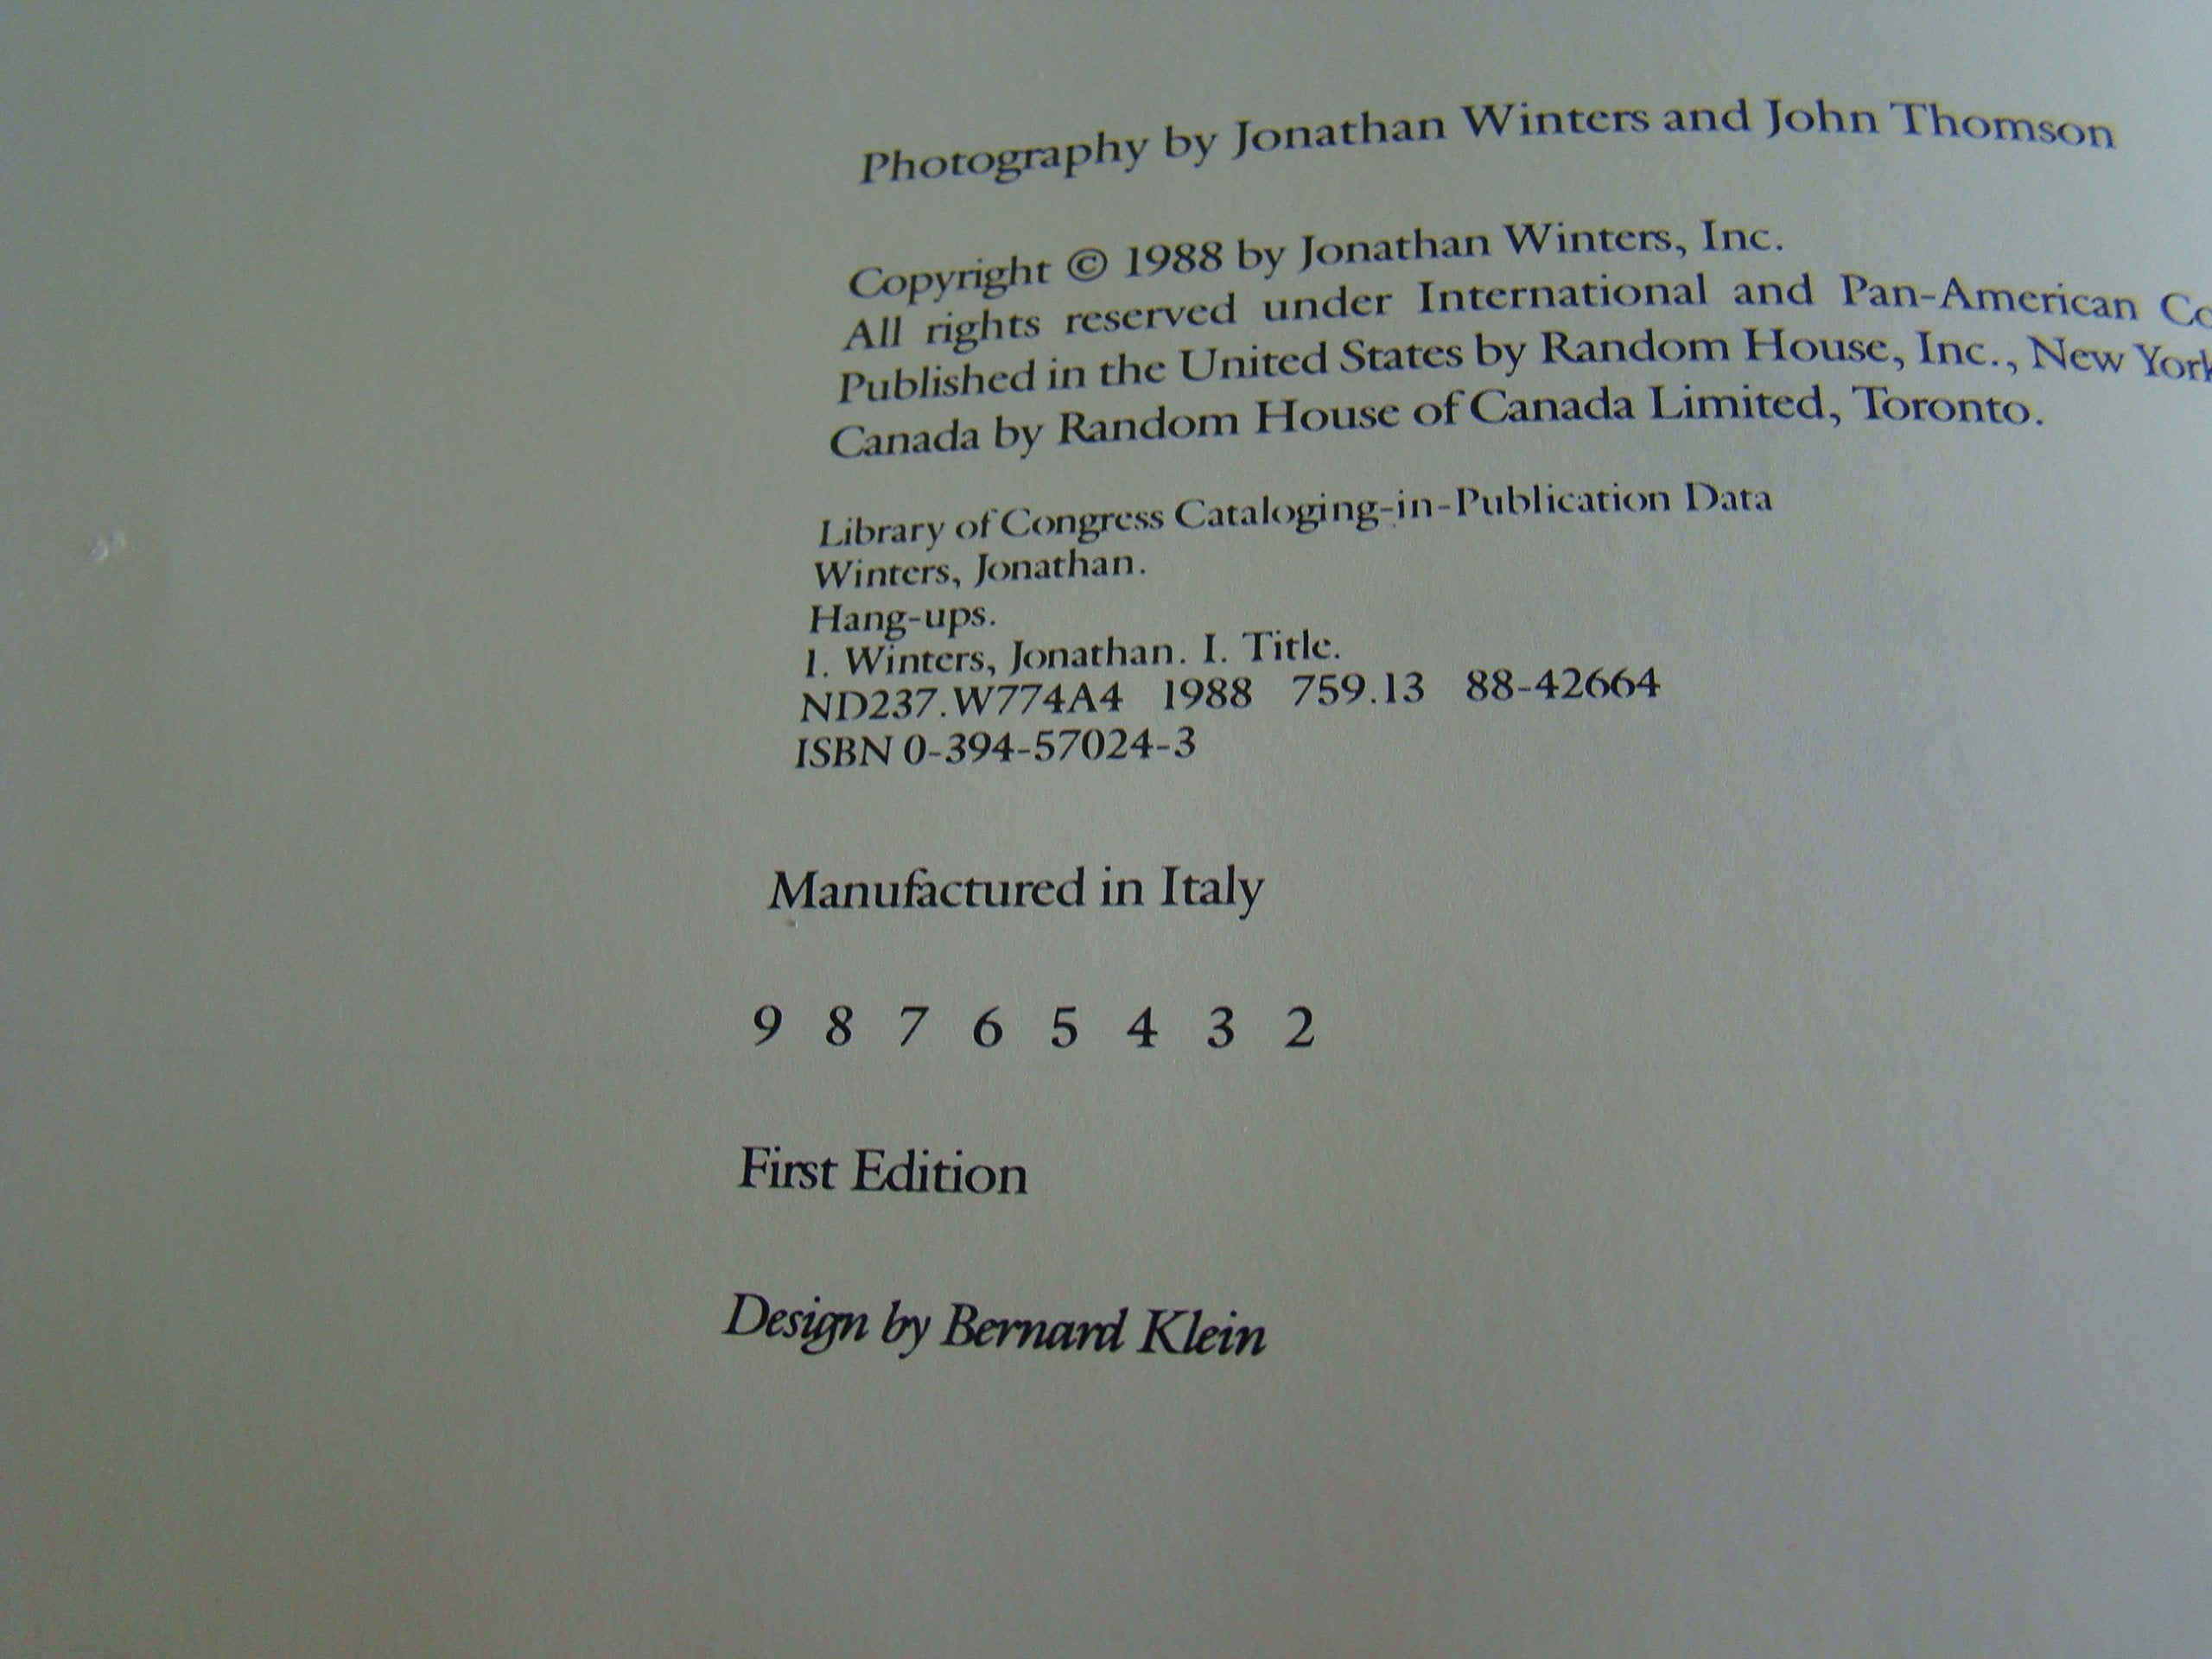 Photography by Jonathan Winters and John Thomson
Copyright © 1988 by Jonathan Winters, Inc.
All rights reserved under International and Pan-American
Published in the United States by Random House, Inc., New York
Canada by Random House of Canada Limited, Toronto.
Library of Congress Cataloging-in-Publication Data
Winters, Jonathan.
Hang-ups.
1. Winters, Jonathan. I. Title.
ND237.W774A4 1988 759.13 88-42664
ISBN 0-394-57024-3
Manufactured in Italy
9 8 7 6 5 4 3 2
First Edition
Design by Bernard Klein